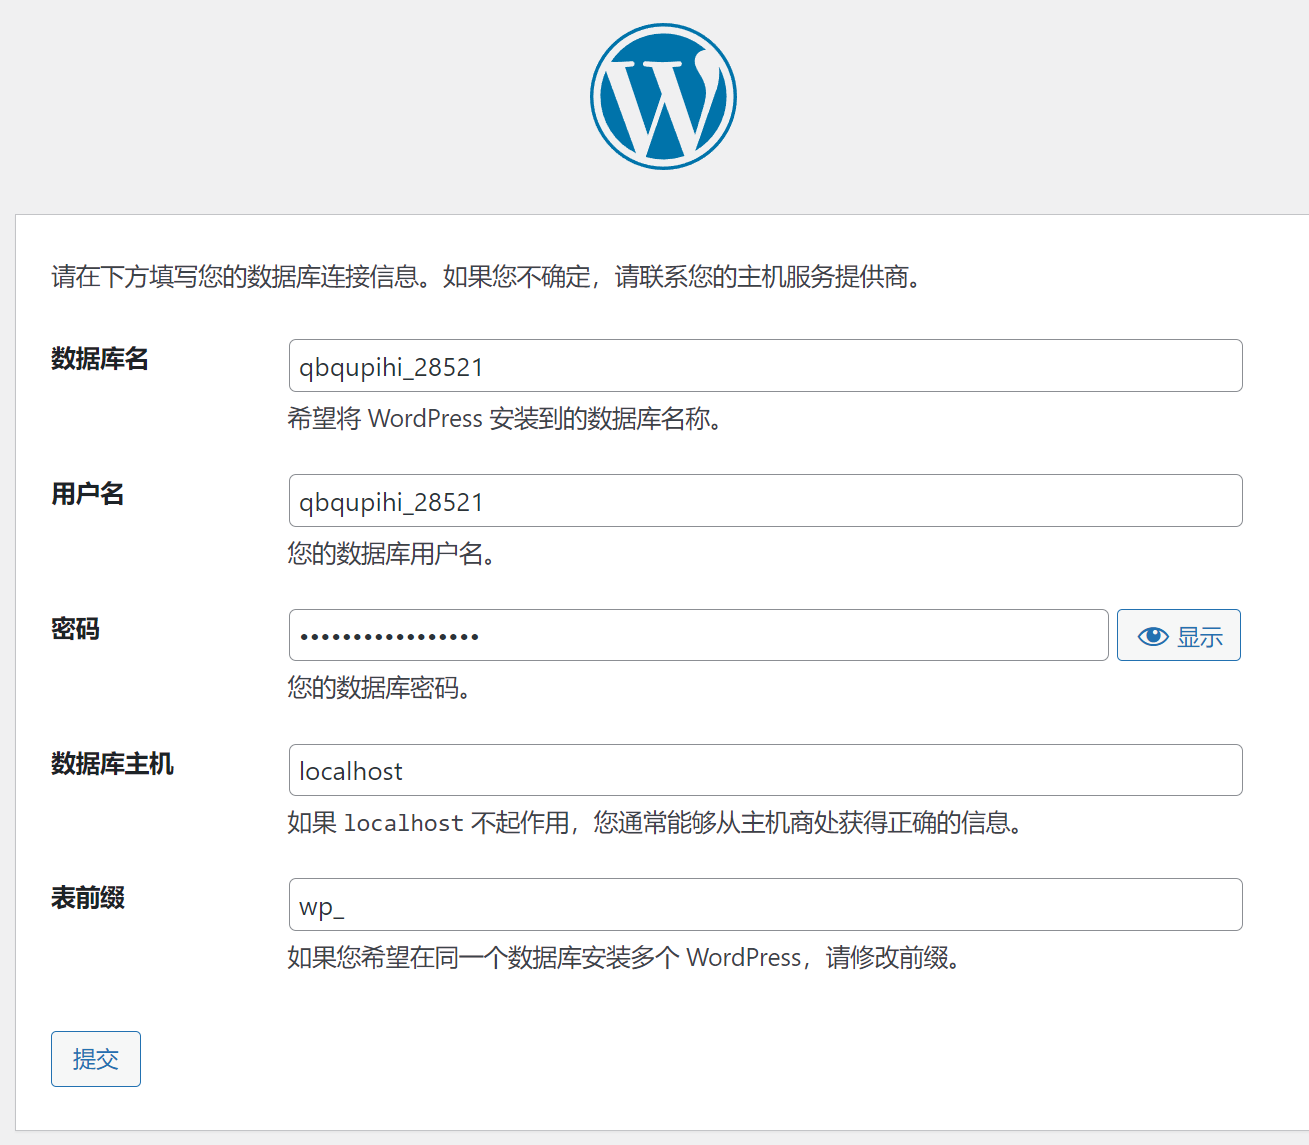 请在下方填写您的数据库连接信息。如果您不确定，请联系您的主机服务提供商。
数据库名
qbqupihi_28521
希望将 WordPress 安装到的数据库名称。
用户名
qbqupihi_28521
您的数据库用户名。
密码
•••••••••••••••••
显示
您的数据库密码。
数据库主机
localhost
如果 localhost 不起作用，您通常能够从主机商处获得正确的信息。
表前缀
wp_
如果您希望在同一个数据库安装多个 WordPress，请修改前缀。
提交